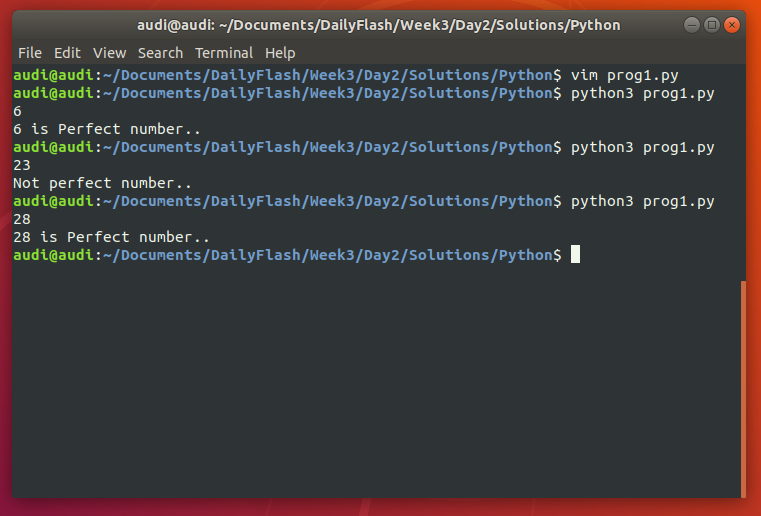 audi@audi: ~/Documents/DailyFlash/Week3/Day2/Solutions/Python
File Edit View Search Terminal Help
audi@audi:~/Documents/DailyFlash/Week3/Day2/Solutions/Python$ vim prog1.py
audi@audi:~/Documents/DailyFlash/Week3/Day2/Solutions/Python$ python3 prog1.py
6
6 is Perfect number..
audi@audi:~/Documents/DailyFlash/Week3/Day2/Solutions/Python$ python3 prog1.py
23
Not perfect number..
audi@audi:~/Documents/DailyFlash/Week3/Day2/Solutions/Python$ python3 prog1.py
28
28 is Perfect number..
audi@audi:~/Documents/DailyFlash/Week3/Day2/Solutions/Python$